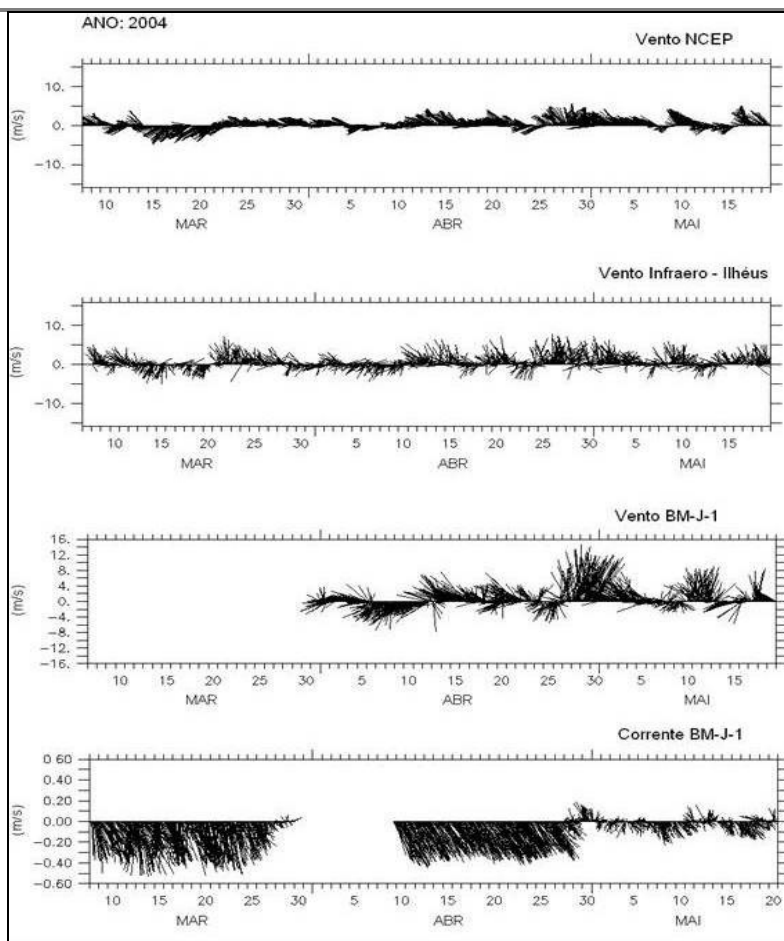 ANO: 2004
Vento NCEP
10.
0.
-10.
(m/s)
10 15 20 25 30 5 10 15 20 25 30 5 10 15
MAR ABR MAI
Vento Infraero - Ilhéus
10.
0.
-10.
(m/s)
10 15 20 25 30 5 10 15 20 25 30 5 10 15
MAR ABR MAI
Vento BM-J-1
16.
12.
8.
4.
0.
-4.
-8.
-12.
-16.
(m/s)
10 15 20 25 30 5 10 15 20 25 30 5 10 15
MAR ABR MAI
Corrente BM-J-1
0.60
0.40
0.20
0.00
-0.20
-0.40
-0.60
(m/s)
10 15 20 25 30 5 10 15 20 25 30 5 10 15 20
MAR ABR MAI